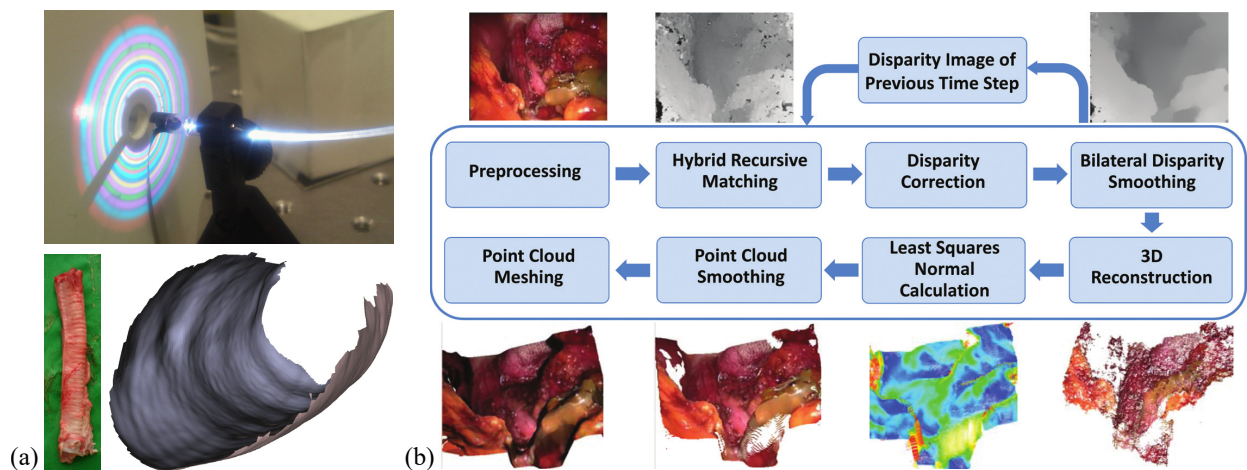 Disparity Image of
Previous Time Step
Preprocessing
Hybrid Recursive
Matching
Disparity
Correction
Bilateral Disparity
Smoothing
Point Cloud
Meshing
Point Cloud
Smoothing
Least Squares
Normal
Calculation
3D
Reconstruction
(a)
(b)